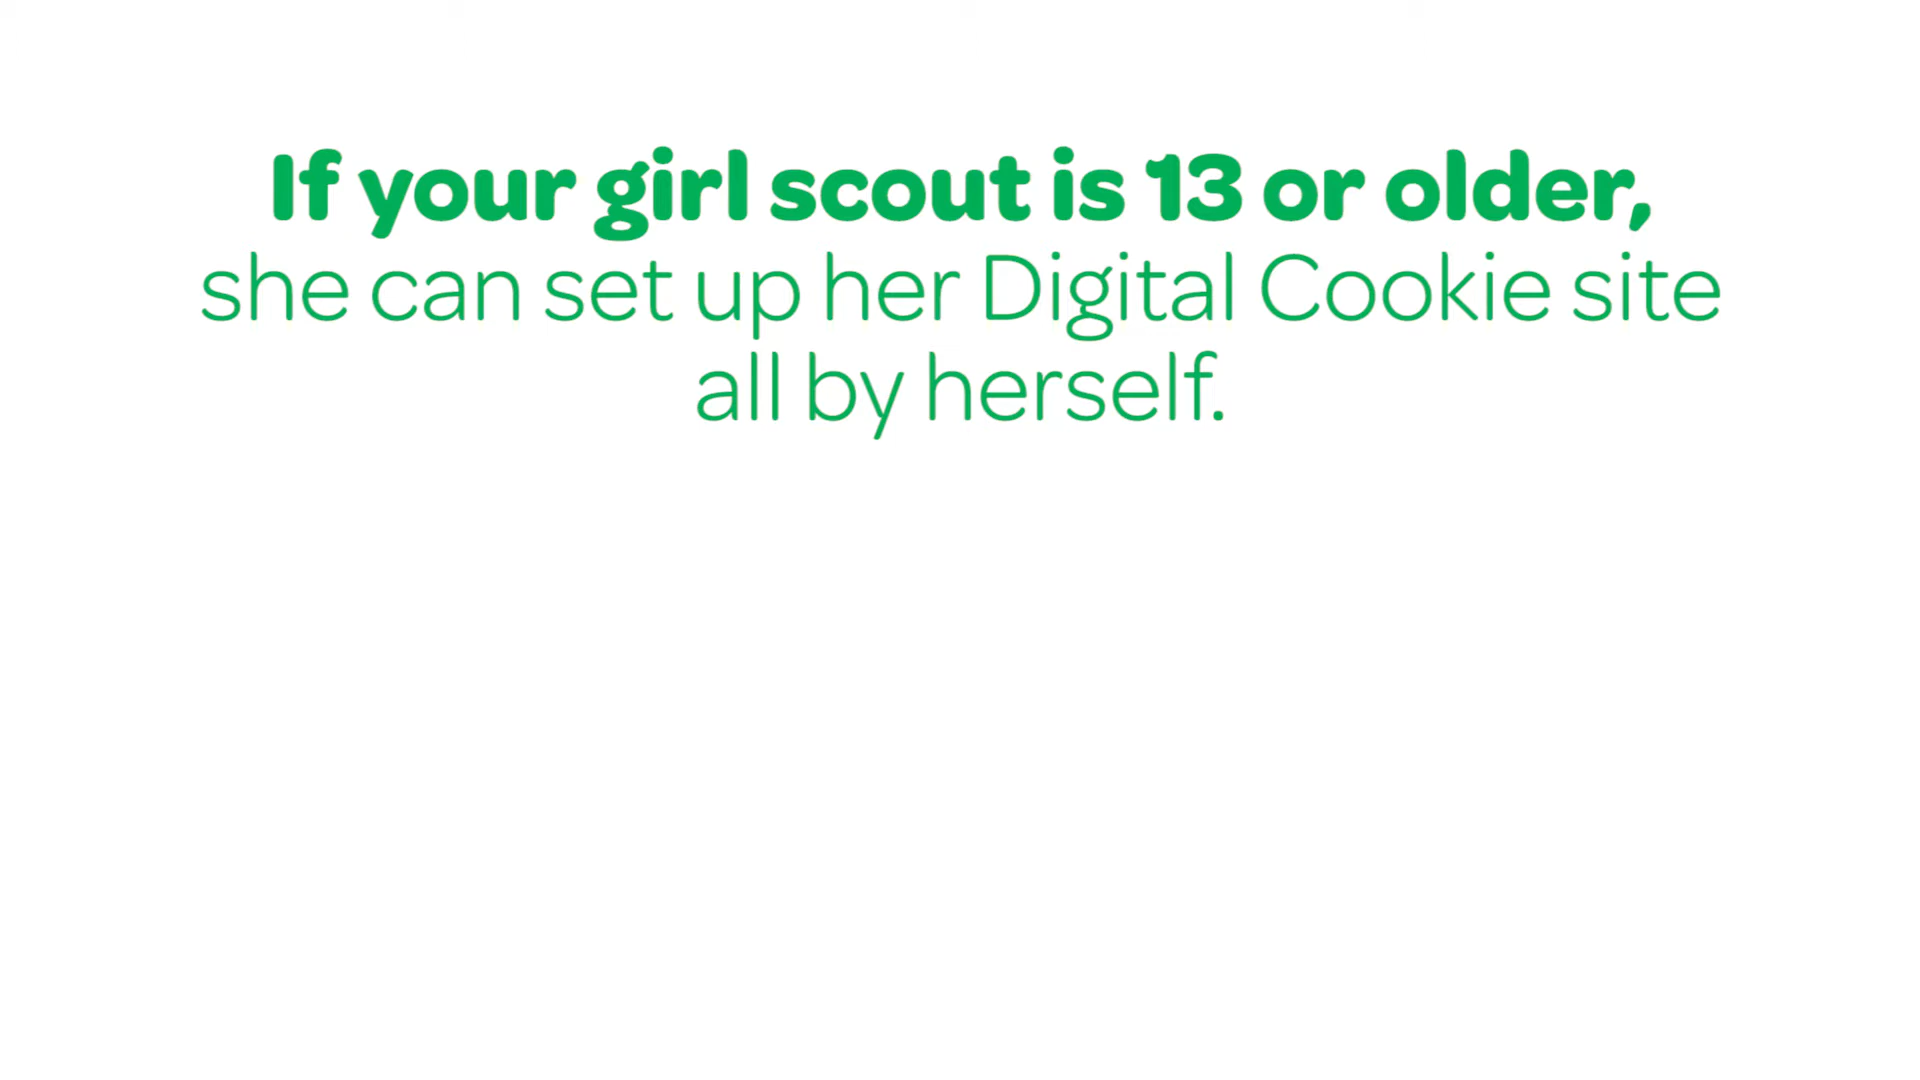 If your girl scout is 13 or older,
she can set up her Digital Cookie site
all by herself.